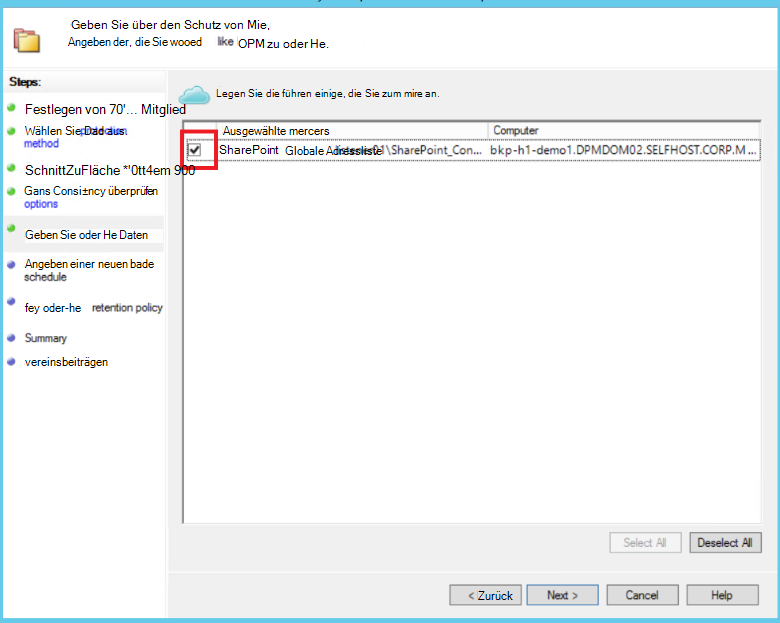 Geben Sie über den Schutz von Mie,
Angeben der, die Sie wooed like OPM zu oder He.
Steps:
Festlegen von 70'... Mitglied
Wählen Sie Daten aus.
method
SchnittZuFläche *'0tt4em 900
Gans Consi±ncy überprüfen
options
Geben Sie oder He Daten
Angeben einer neuen bade
schedule
fey oder-he retention policy
Summary
vereinsbeiträgen
Legen Sie die führen einige, die Sie zum mire an.
Ausgewählte mercers Computer
SharePoint Globale Adressliste \SharePoint_Con... bkp-h1-demo1.DPMDOM02.SELFHOST.CORP.M ...
Select All Deselect All
< Zurück Next > Cancel Help